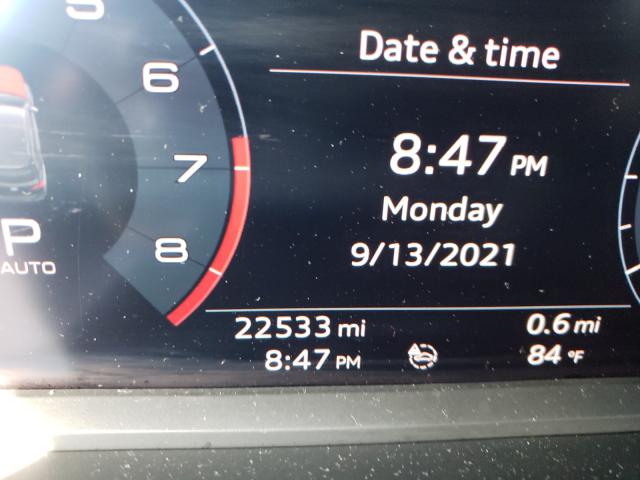 5
6
7
8
P
AUTO
Date & time
8:47 PM
Monday
9/13/2021
22533 mi
0.6 mi
8:47 PM
84 °F